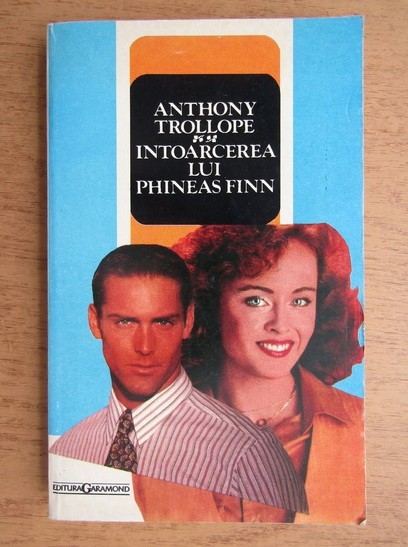 ANTHONY
TROLLOPE
INTOARCEREA
LUI
PHINEAS FINN
EDITURA GARAMOND